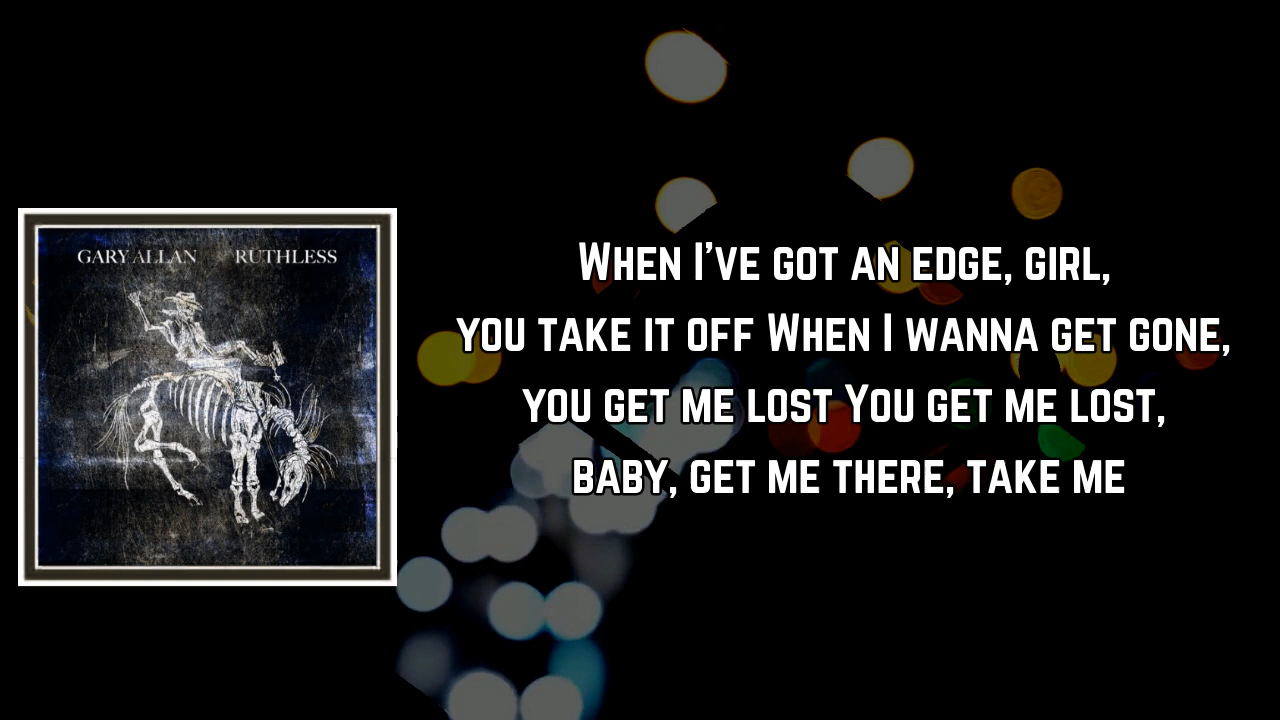 GARY ALLAN RUTHLESS
When I've got an edge, girl,
you take it off When I wanna get gone,
you get me lost You get me lost,
baby, get me there, take me